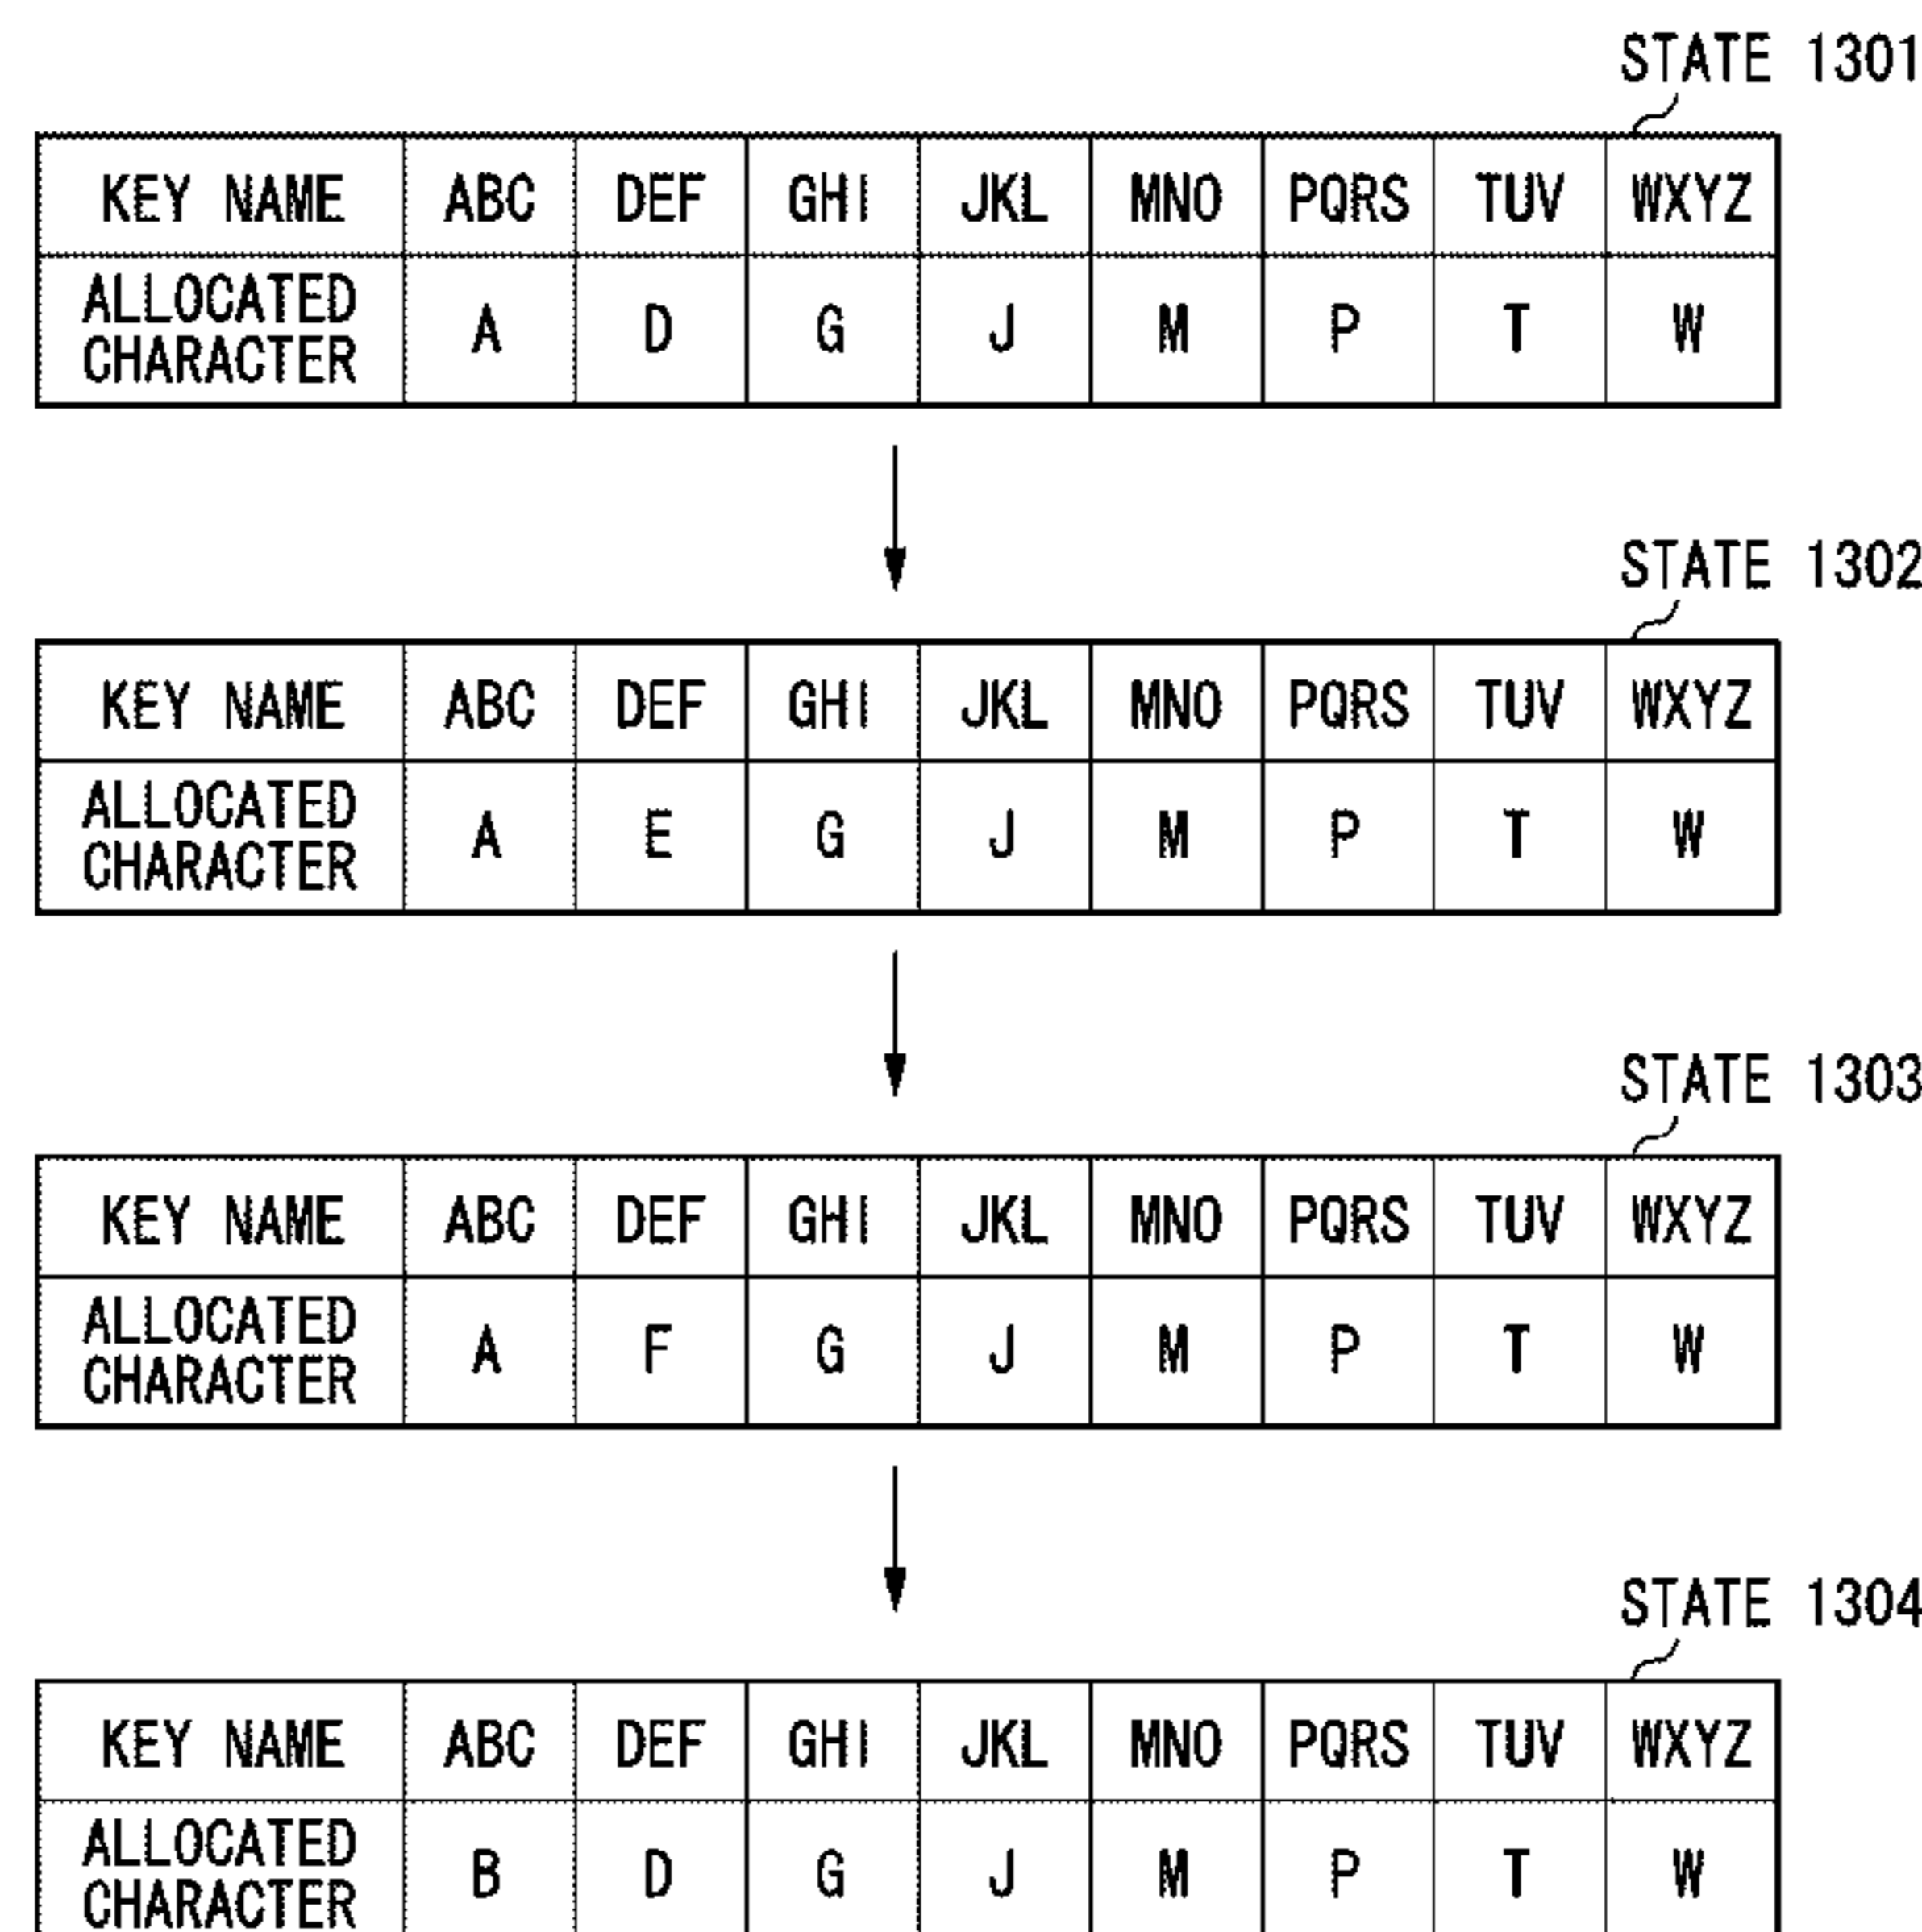 STATE 1301
KEY NAME ABC DEF GHI JKL MNO PQRS TUV WXYZ
ALLOCATED
CHARACTER A D G J M P T W
STATE 1302
KEY NAME ABC DEF GHI JKL MNO PQRS TUV WXYZ
ALLOCATED
CHARACTER A E G J M P T W
STATE 1303
KEY NAME ABC DEF GHI JKL MNO PQRS TUV WXYZ
ALLOCATED
CHARACTER A F G J M P T W
STATE 1304
KEY NAME ABC DEF GHI JKL MNO PQRS TUV WXYZ
ALLOCATED
CHARACTER B D G J M P T W